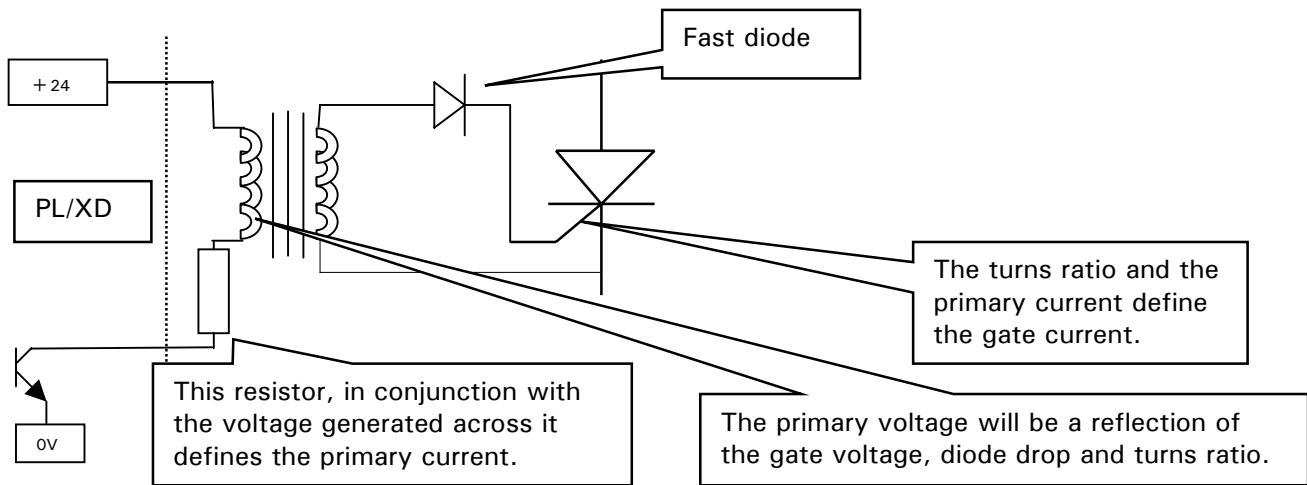 Fast diode
+24
PL/XD
The turns ratio and the
primary current define
the gate current.
This resistor, in conjunction with
the voltage generated across it
defines the primary current.
The primary voltage will be a reflection of
the gate voltage, diode drop and turns ratio.
0V